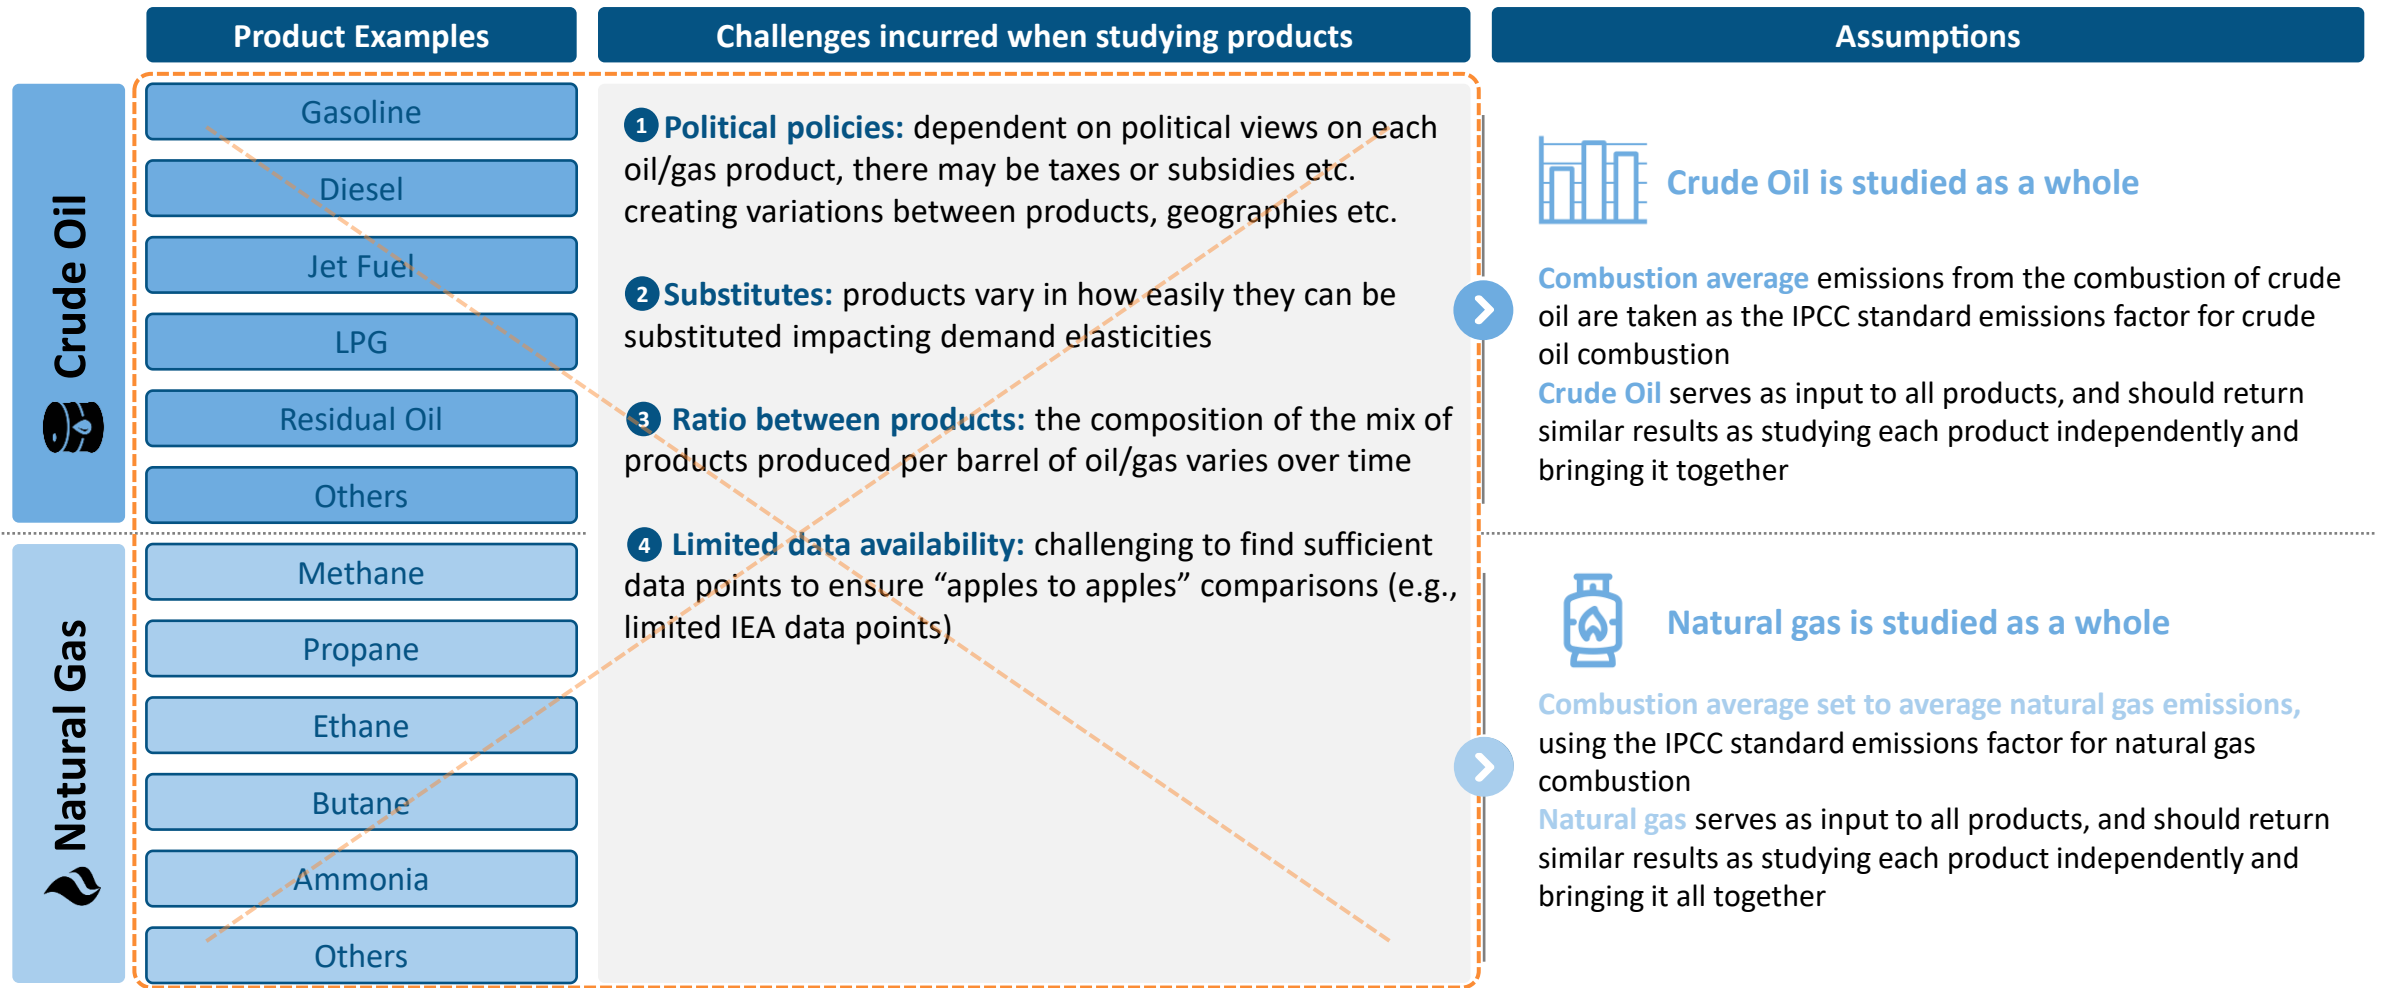 Product Examples
Challenges incurred when studying products
Assumptions
Crude Oil
Gasoline
Diesel
Jet Fuel
LPG
Residual Oil
Others
Natural Gas
Methane
Propane
Ethane
Butane
Ammonia
Others
1 Political policies: dependent on political views on each
oil/gas product, there may be taxes or subsidies etc.
creating variations between products, geographies etc.
2 Substitutes: products vary in how easily they can be
substituted impacting demand elasticities
3 Ratio between products: the composition of the mix of
products produced per barrel of oil/gas varies over time
4 Limited data availability: challenging to find sufficient
data points to ensure “apples to apples” comparisons (e.g.,
limited IEA data points)
Crude Oil is studied as a whole
Combustion average emissions from the combustion of crude
oil are taken as the IPCC standard emissions factor for crude
oil combustion
Crude Oil serves as input to all products, and should return
similar results as studying each product independently and
bringing it together
Natural gas is studied as a whole
Combustion average set to average natural gas emissions,
using the IPCC standard emissions factor for natural gas
combustion
Natural gas serves as input to all products, and should return
similar results as studying each product independently and
bringing it all together